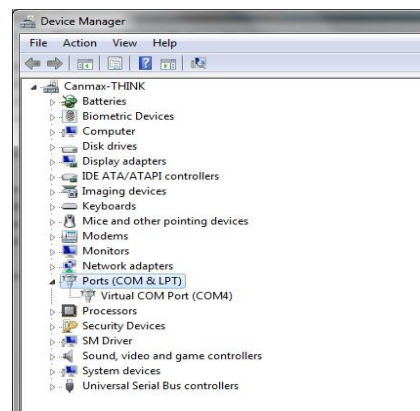 Device Manager
File Action View Help
Canmax-THINK
Batteries
Biometric Devices
Computer
Disk drives
Display adapters
IDE ATA/ATAPI controllers
Imaging devices
Keyboards
Mice and other pointing devices
Modems
Monitors
Network adapters
Ports (COM & LPT)
Virtual COM Port (COM4)
Processors
Security Devices
SM Driver
Sound, video and game controllers
System devices
Universal Serial Bus controllers